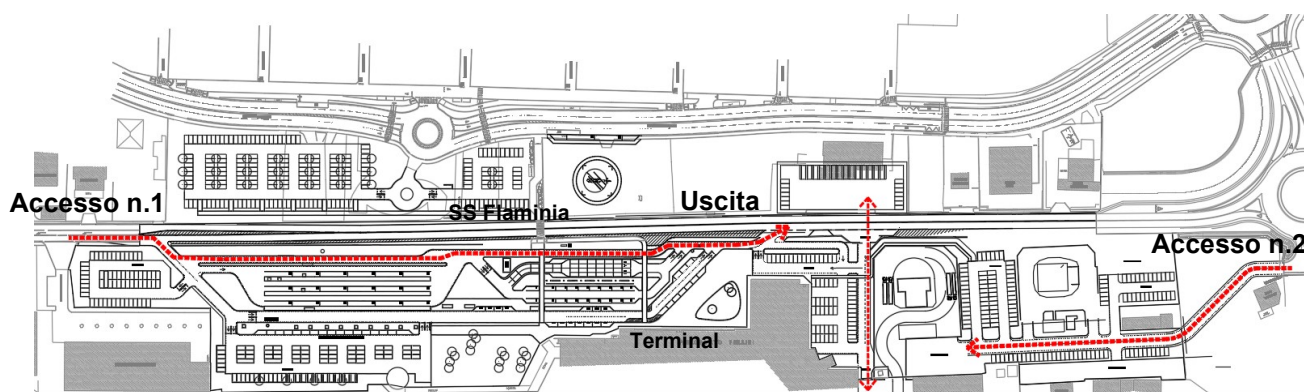 Accesso n.1
SS Flaminia
Uscita
Accesso n.2
Terminal